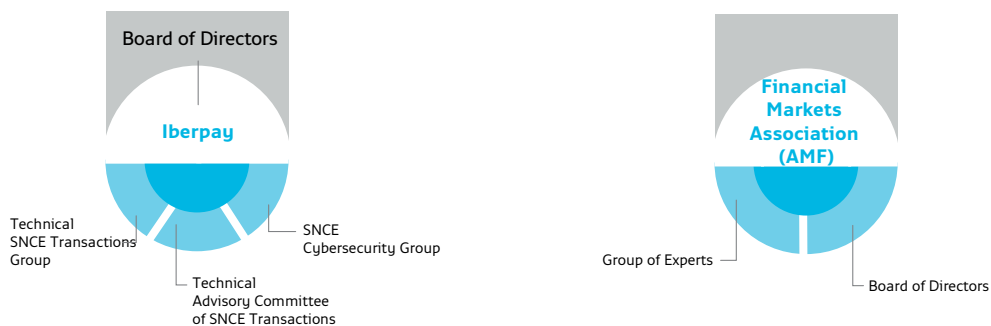 Board of Directors
Iberpay
Technical
SNCE Transactions
Group
SNCE
Cybersecurity Group
Technical
Advisory Committee
of SNCE Transactions
Financial
Markets
Association
(AMF)
Group of Experts
Board of Directors